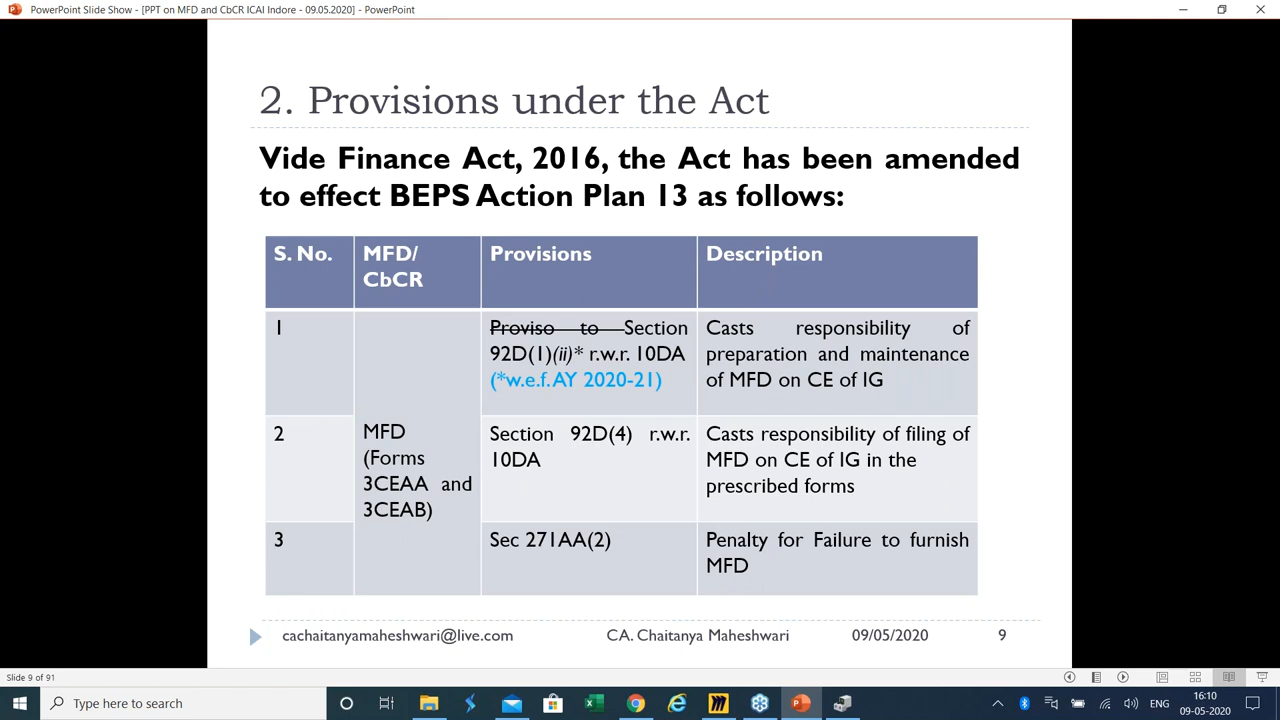 PowerPoint Slide Show - [PPT on MFD and CbCR ICAI Indore - 09.05.2020] - PowerPoint
2. Provisions under the Act
Vide Finance Act, 2016, the Act has been amended
to effect BEPS Action Plan 13 as follows:
S. No.
MFD/
CbCR
Provisions
Description
1
MFD
(Forms
3CEAA and
3CEAB)
Proviso to Section
92D(1)(ii)* r.w.r. 10DA
(*w.e.f. AY 2020-21)
Casts responsibility of
preparation and maintenance
of MFD on CE of IG
2
Section 92D(4) r.w.r.
10DA
Casts responsibility of filing of
MFD on CE of IG in the
prescribed forms
3
Sec 271AA(2)
Penalty for Failure to furnish
MFD
cachaitanyamaheshwari@live.com CA. Chaitanya Maheshwari 09/05/2020 9
Slide 9 of 91
Type here to search
ENG
16:10
09-05-2020